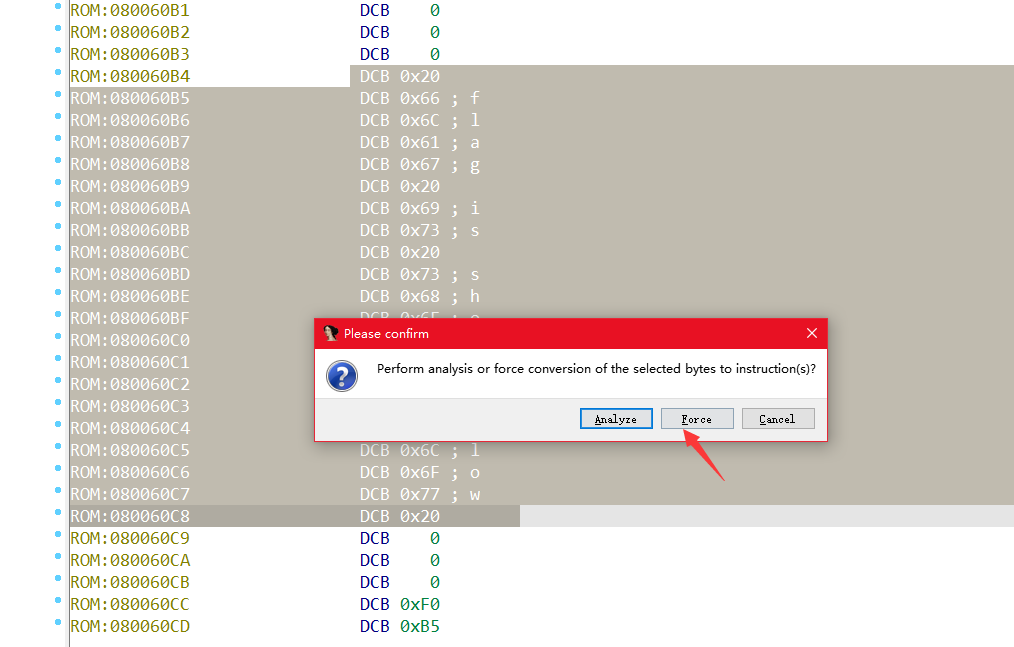 ROM:080060B1 DCB 0
ROM:080060B2 DCB 0
ROM:080060B3 DCB 0
ROM:080060B4 DCB 0x20
ROM:080060B5 DCB 0x66 ; f
ROM:080060B6 DCB 0x6C ; l
ROM:080060B7 DCB 0x61 ; a
ROM:080060B8 DCB 0x67 ; g
ROM:080060B9 DCB 0x20
ROM:080060BA DCB 0x69 ; i
ROM:080060BB DCB 0x73 ; s
ROM:080060BC DCB 0x20
ROM:080060BD DCB 0x73 ; s
ROM:080060BE DCB 0x68 ; h
ROM:080060BF DCB
ROM:080060C0
Please confirm
ROM:080060C1
Perform analysis or force conversion of the selected bytes to instruction(s)?
ROM:080060C2
ROM:080060C3
ROM:080060C4
Analyze Force Cancel
ROM:080060C5 DCB 0x6C ; l
ROM:080060C6 DCB 0x6F ; o
ROM:080060C7 DCB 0x77 ; w
ROM:080060C8 DCB 0x20
ROM:080060C9 DCB 0
ROM:080060CA DCB 0
ROM:080060CB DCB 0
ROM:080060CC DCB 0xF0
ROM:080060CD DCB 0xB5